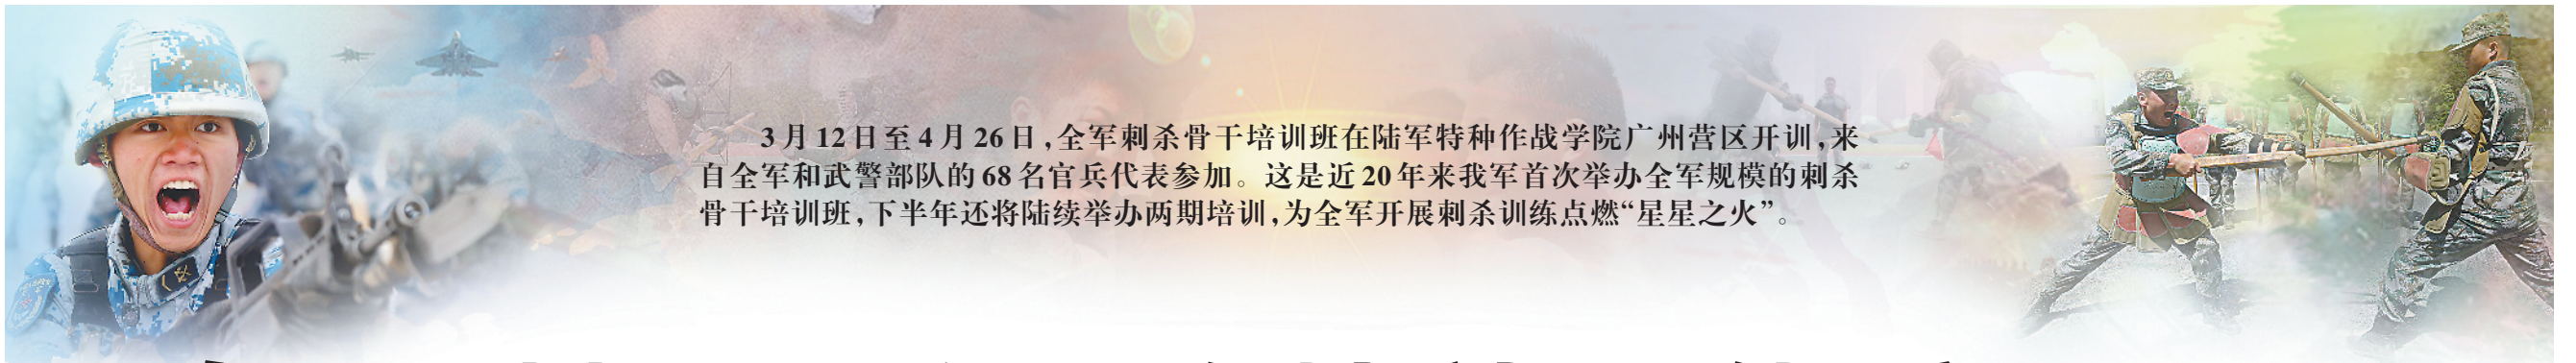 3月12日至4月26日，全军刺杀骨干培训班在陆军特种作战学院广州营区开训，来
自全军和武警部队的68名官兵代表参加。这是近20年来我军首次举办全军规模的刺杀
骨干培训班，下半年还将陆续举办两期培训，为全军开展刺杀训练点燃“星星之火”。